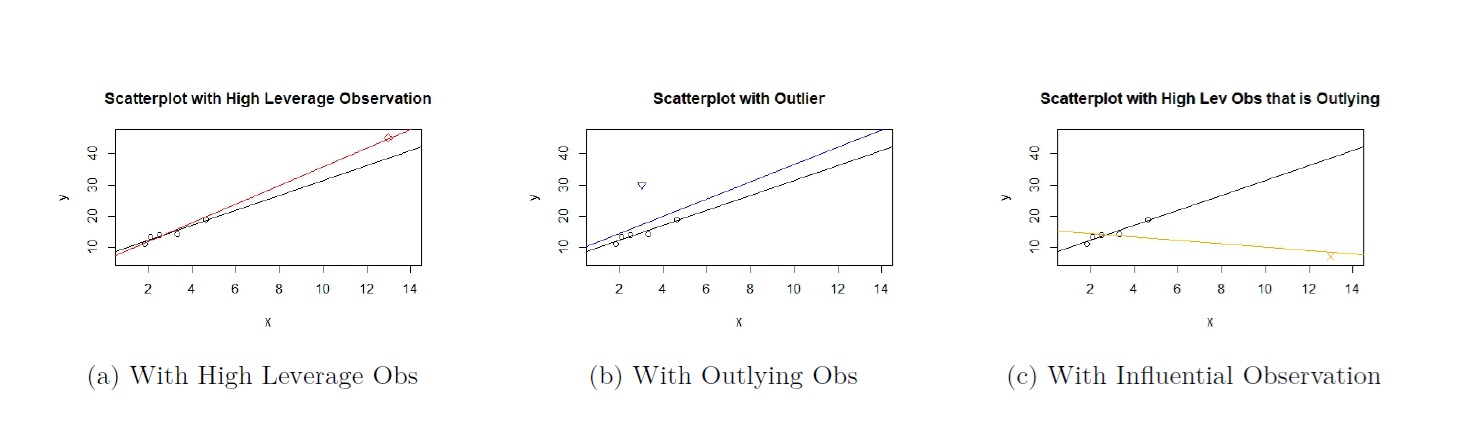 Scatterplot with High Leverage Observation
y
10 20 30 40
2 4 6 8 10 12 14
X
(a) With High Leverage Obs
Scatterplot with Outlier
y
10 20 30 40
2 4 6 8 10 12 14
X
(b) With Outlying Obs
Scatterplot with High Lev Obs that is Outlying
y
10 20 30 40
2 4 6 8 10 12 14
X
(c) With Influential Observation